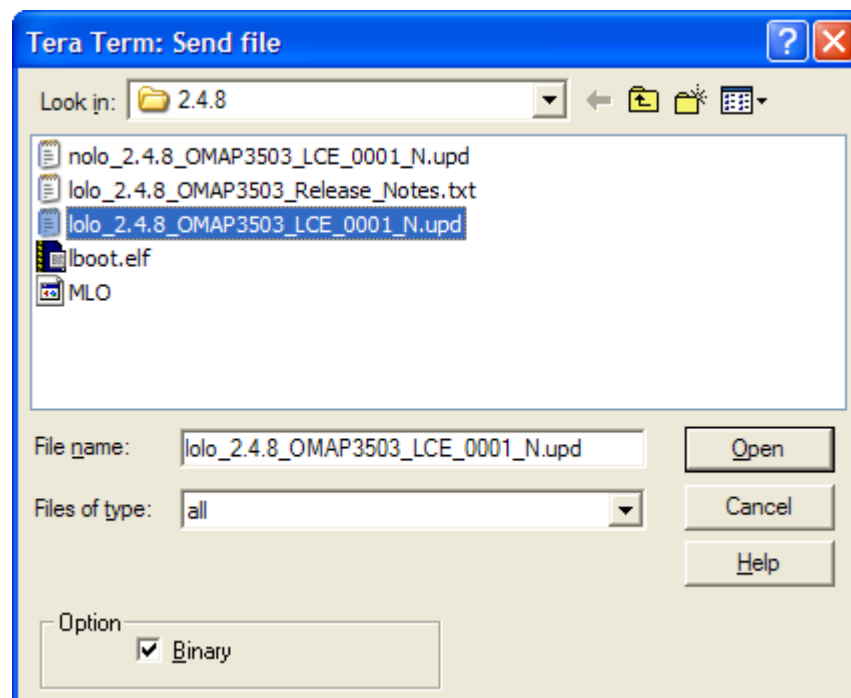 Tera Term: Send file
Look in: 2.4.8
nolo_2.4.8_OMAP3503_LCE_0001_N.upd
lolo_2.4.8_OMAP3503_Release_Notes.txt
lolo_2.4.8_OMAP3503_LCE_0001_N.upd
lboot.elf
MLO
File name: lolo_2.4.8_OMAP3503_LCE_0001_N.upd Open
Files of type: all Cancel
Help
Option
Binary